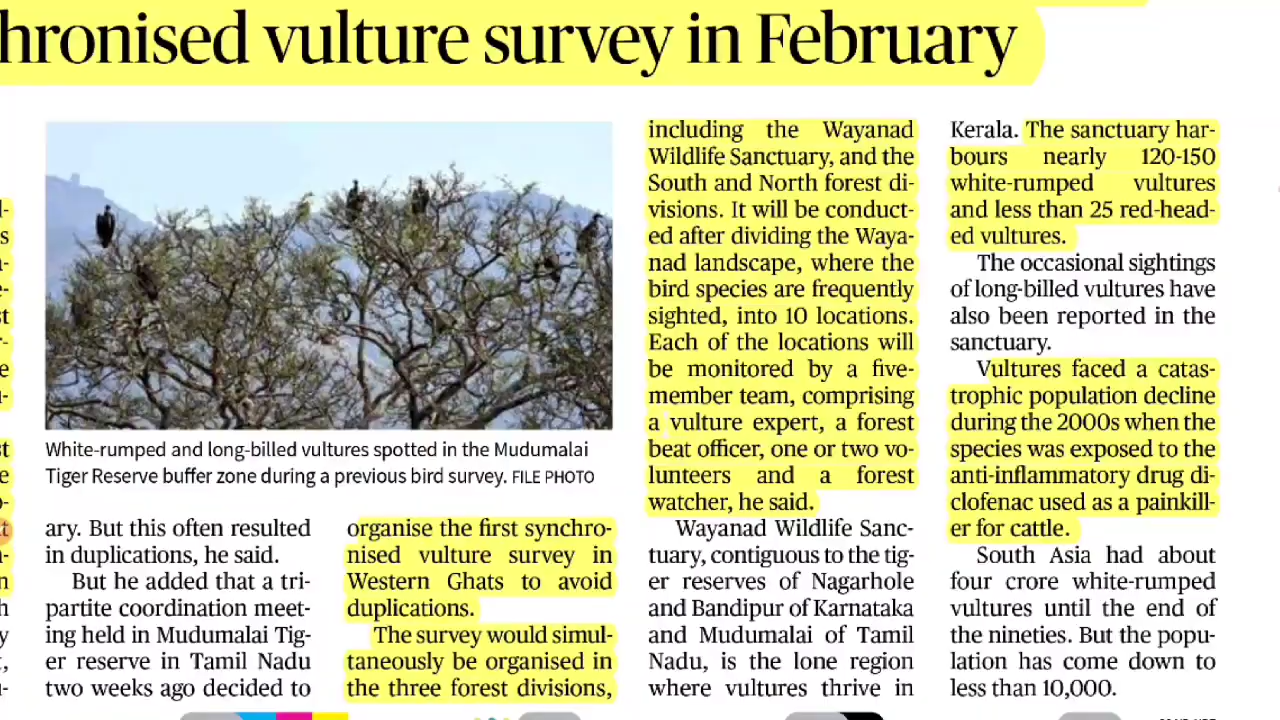 hronised vulture survey in February
White-rumped and long-billed vultures spotted in the Mudumalai
Tiger Reserve buffer zone during a previous bird survey. FILE PHOTO
ary. But this often resulted
in duplications, he said.
But he added that a tri-
partite coordination meet-
ing held in Mudumalai Tig-
er reserve in Tamil Nadu
two weeks ago decided to
organise the first synchro-
nised vulture survey in
Western Ghats to avoid
duplications.
The survey would simul-
taneously be organised in
the three forest divisions,
including the Wayanad
Wildlife Sanctuary, and the
South and North forest di-
visions. It will be conduct-
ed after dividing the Waya-
nad landscape, where the
bird species are frequently
sighted, into 10 locations.
Each of the locations will
be monitored by a five-
member team, comprising
a vulture expert, a forest
beat officer, one or two vo-
lunteers and a forest
watcher, he said.
Wayanad Wildlife Sanc-
tuary, contiguous to the tig-
er reserves of Nagarhole
and Bandipur of Karnataka
and Mudumalai of Tamil
Nadu, is the lone region
where vultures thrive in
Kerala. The sanctuary har-
bours nearly 120-150
white-rumped vultures
and less than 25 red-head-
ed vultures.
The occasional sightings
of long-billed vultures have
also been reported in the
sanctuary.
Vultures faced a catas-
trophic population decline
during the 2000s when the
species was exposed to the
anti-inflammatory drug di-
clofenac used as a painkill-
er for cattle.
South Asia had about
four crore white-rumped
vultures until the end of
the nineties. But the popu-
lation has come down to
less than 10,000.